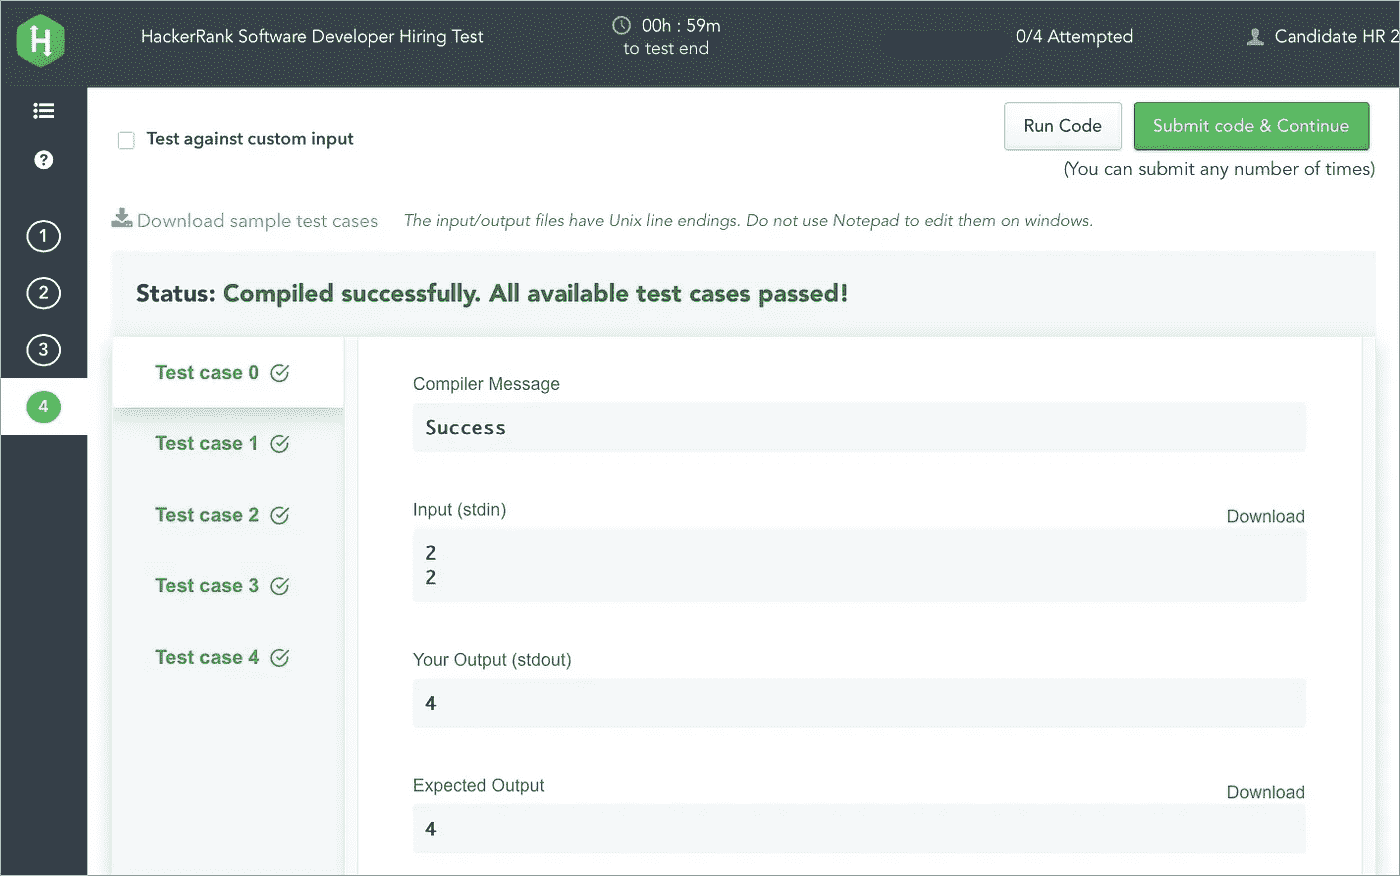 H
HackerRank Software Developer Hiring Test
00h : 59m
to test end
0/4 Attempted
Candidate HR 2
Test against custom input
Run Code
Submit code & Continue
(You can submit any number of times)
?
Download sample test cases
The input/output files have Unix line endings. Do not use Notepad to edit them on windows.
1
2
3
4
Status: Compiled successfully. All available test cases passed!
Test case 0
Test case 1
Test case 2
Test case 3
Test case 4
Compiler Message
Success
Input (stdin)
Download
2
2
Your Output (stdout)
4
Expected Output
Download
4